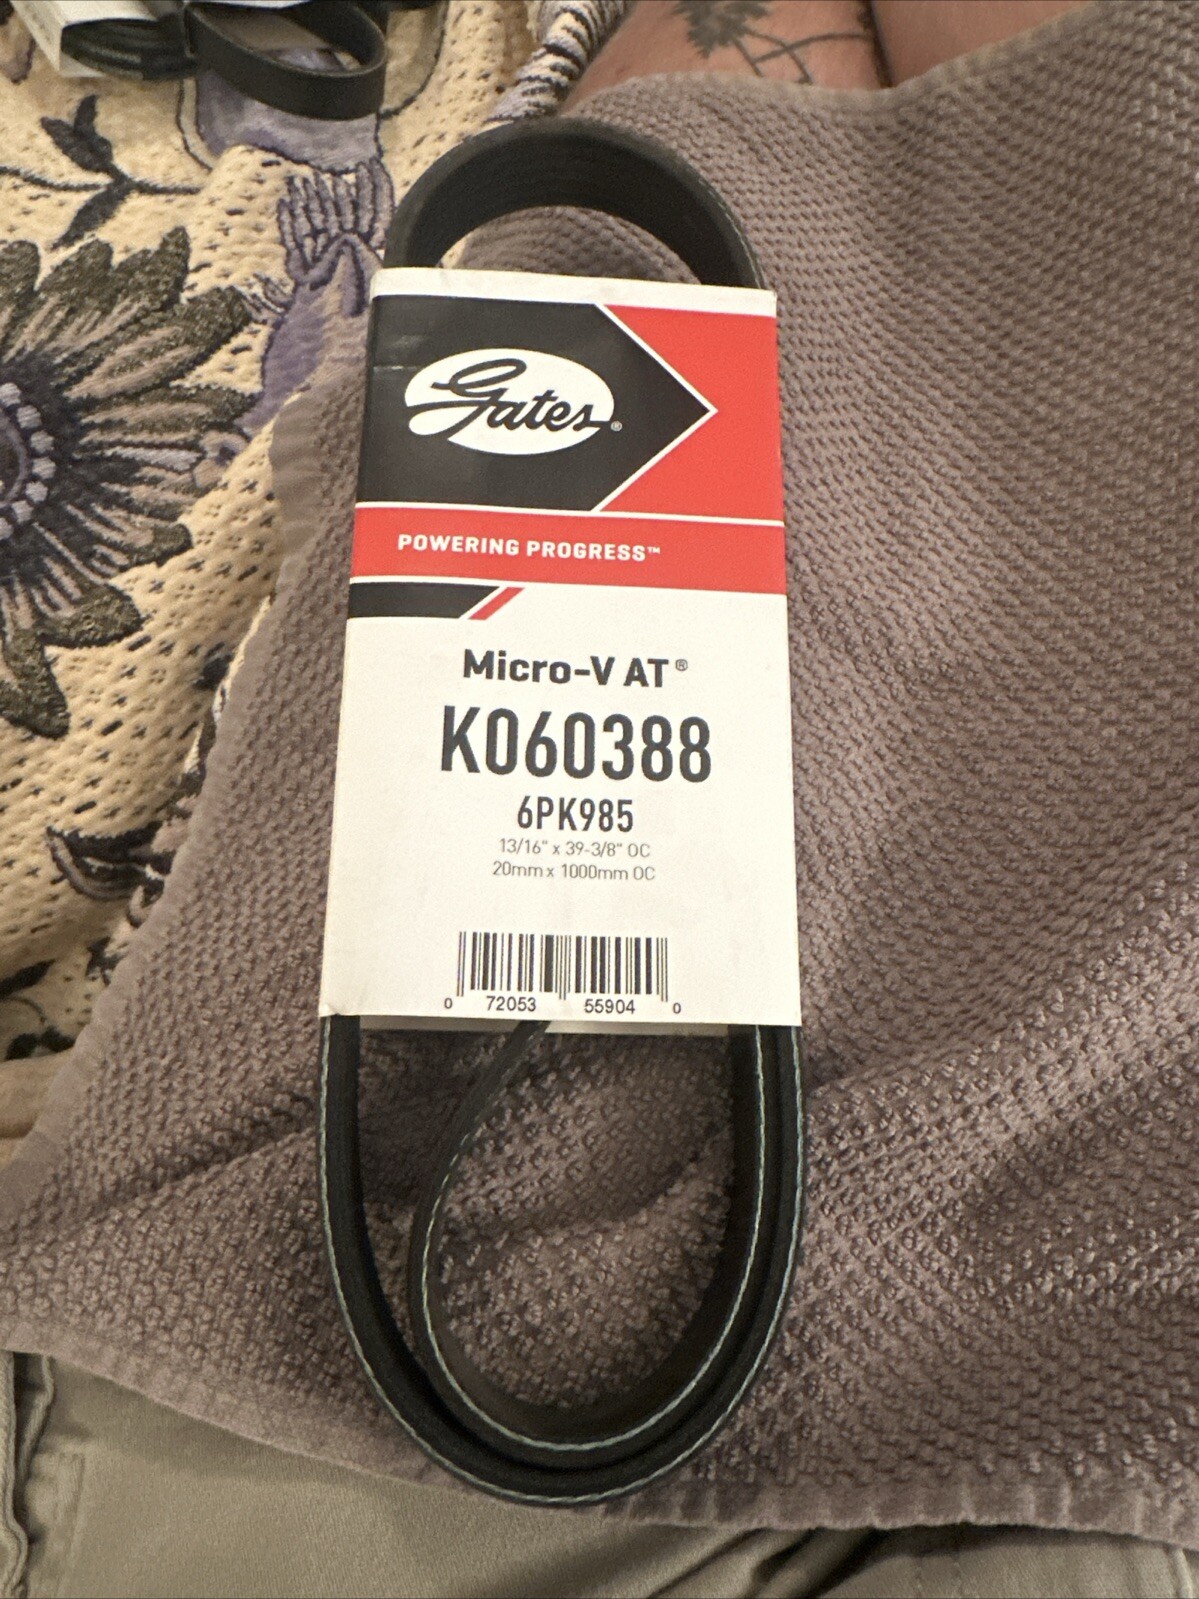 Gates®
POWERING PROGRESS™
Micro-V AT®
K060388
6PK985
13/16" x 39-3/8" OC
20mm x 1000mm OC
0 72053 55904 0